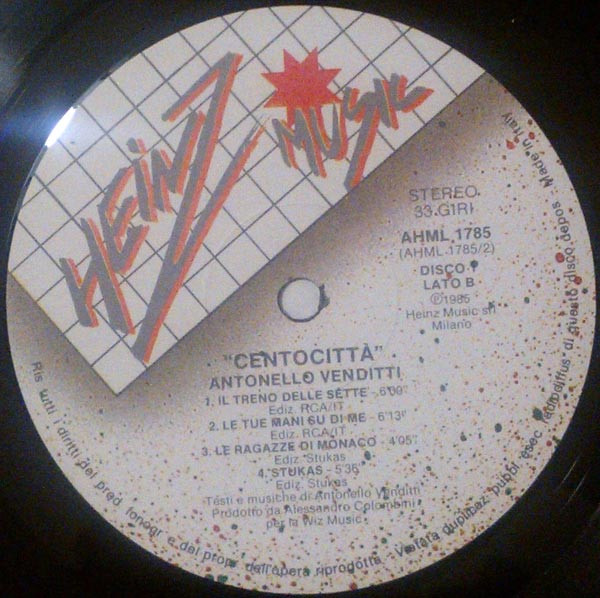 HEINZ MUSIC
STEREO
33 GIRI
AHML 1785
(AHML 1785/2)
DISCO 1
LATO B
℗ 1985
Heinz Music srl
Milano
"CENTOCITTÀ"
ANTONELLO VENDITTI
1. IL TRENO DELLE SETTE - 6'09"
Ediz. RCA/IT
2. LE TUE MANI SU DI ME - 6'13"
Ediz. RCA/IT
3. LE RAGAZZE DI MONACO - 4'05"
Ediz. Stukas
4. STUKAS - 5'35"
Ediz. Stukas
Testi e musiche di Antonello Venditti
Prodotto da Alessandro Colombini
per la Wiz Music
Ris tutti i diritti del prod fonogr e del propr dell'opera riprodotta - Vietata duplicaz pubbl esec radiodiffus di questo disco depos Made in Italy